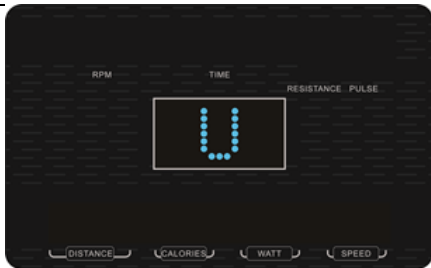 RPM TIME
RESISTANCE PULSE
U
DISTANCE CALORIES WATT SPEED